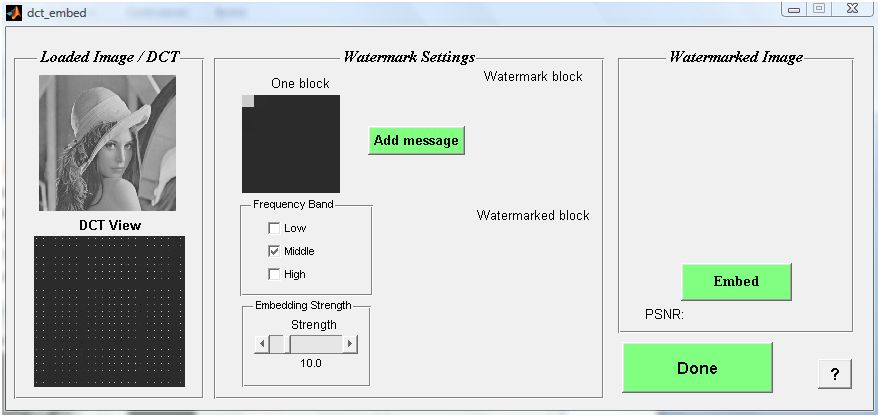 dct_embed
Loaded Image / DCT
DCT View
Watermark Settings
One block
Watermark block
Add message
Frequency Band
Low
Middle
High
Watermarked block
Embedding Strength
Strength
10.0
Watermarked Image
Embed
PSNR:
Done
?